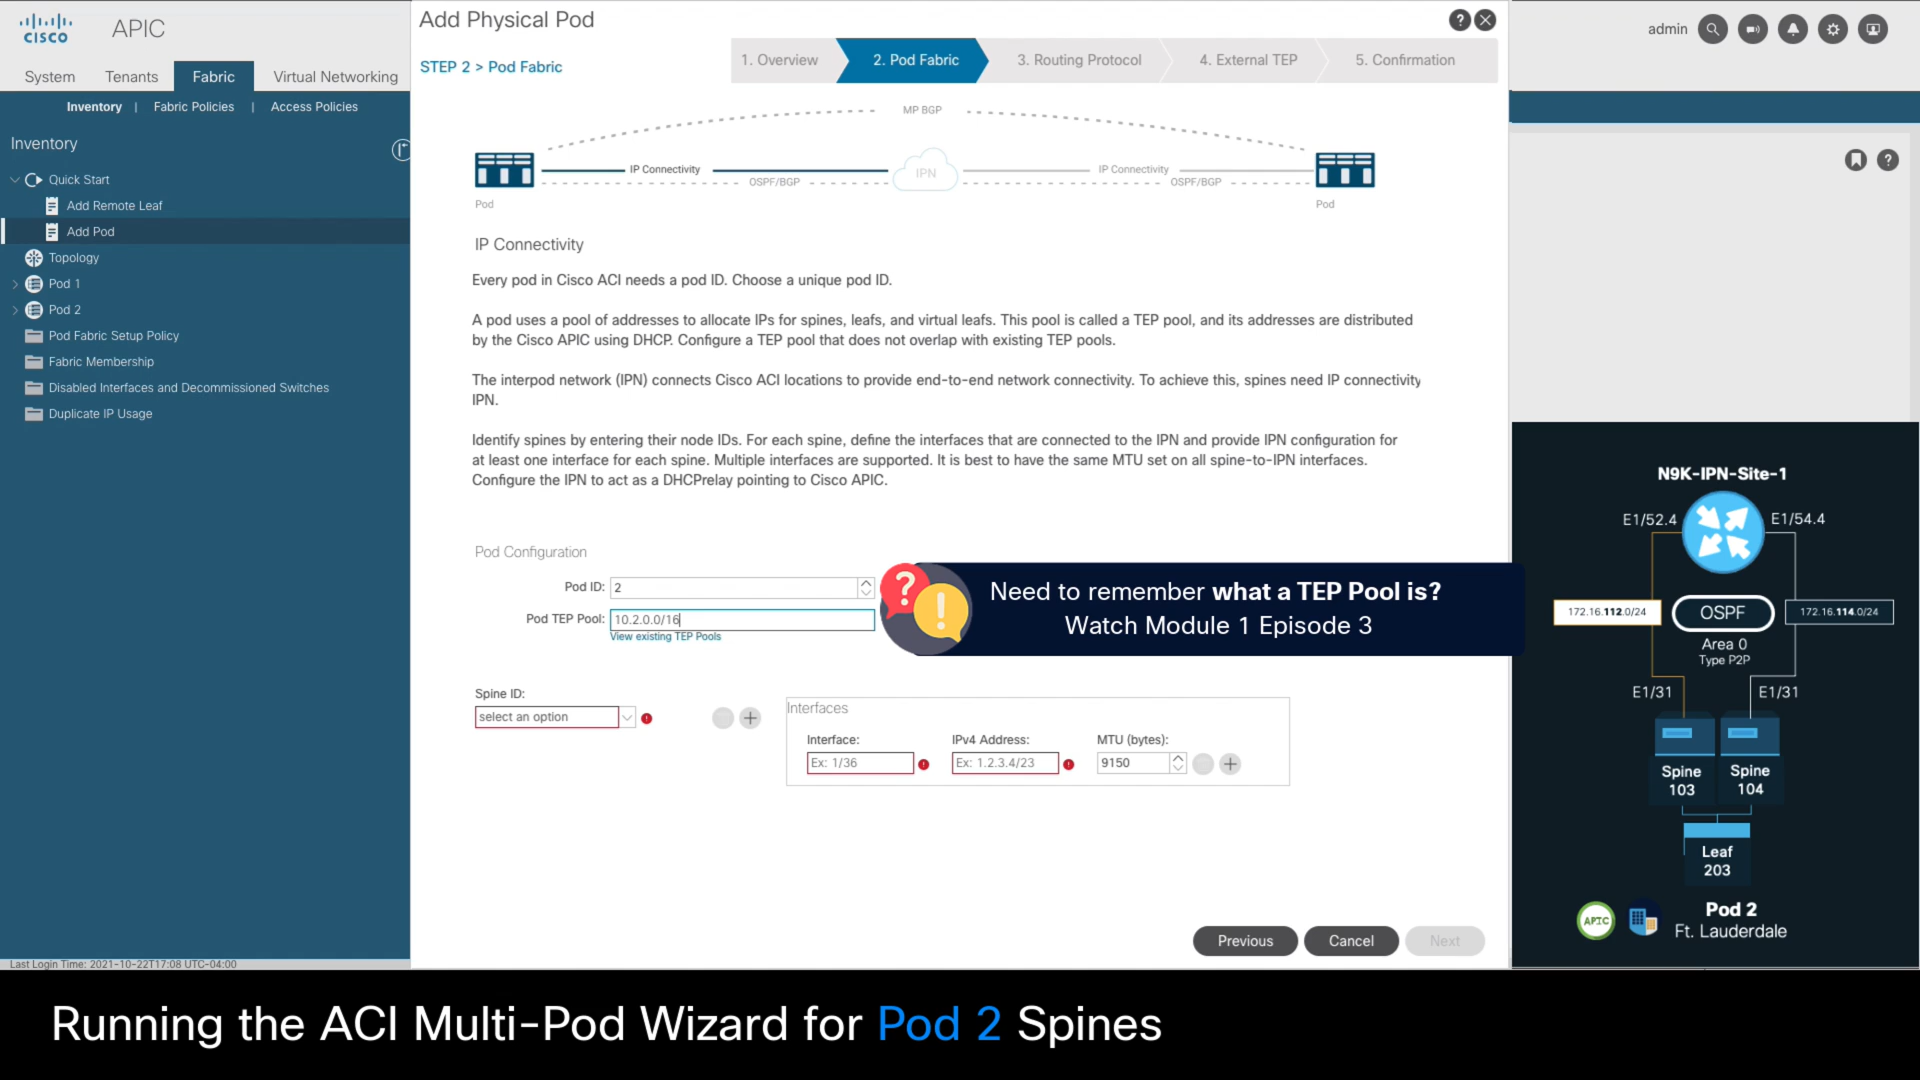 cisco
APIC
admin
System Tenants Fabric Virtual Networking
Inventory | Fabric Policies | Access Policies
Inventory
Quick Start
Add Remote Leaf
Add Pod
Topology
Pod 1
Pod 2
Pod Fabric Setup Policy
Fabric Membership
Disabled Interfaces and Decommissioned Switches
Duplicate IP Usage
Last Login Time: 2021-10-22T17:08 UTC-04:00
Add Physical Pod
STEP 2 > Pod Fabric
1. Overview 2. Pod Fabric 3. Routing Protocol 4. External TEP 5. Confirmation
MP BGP
IP Connectivity IPN IP Connectivity
OSPF/BGP OSPF/BGP
Pod Pod
IP Connectivity
Every pod in Cisco ACI needs a pod ID. Choose a unique pod ID.
A pod uses a pool of addresses to allocate IPs for spines, leafs, and virtual leafs. This pool is called a TEP pool, and its addresses are distributed
by the Cisco APIC using DHCP. Configure a TEP pool that does not overlap with existing TEP pools.
The interpod network (IPN) connects Cisco ACI locations to provide end-to-end network connectivity. To achieve this, spines need IP connectivity
IPN.
Identify spines by entering their node IDs. For each spine, define the interfaces that are connected to the IPN and provide IPN configuration for
at least one interface for each spine. Multiple interfaces are supported. It is best to have the same MTU set on all spine-to-IPN interfaces.
Configure the IPN to act as a DHCPrelay pointing to Cisco APIC.
Pod Configuration
Pod ID: 2
Pod TEP Pool: 10.2.0.0/16
View existing TEP Pools
Need to remember what a TEP Pool is?
Watch Module 1 Episode 3
Spine ID:
select an option
Interfaces
Interface: IPv4 Address: MTU (bytes):
Ex: 1/36 Ex: 1.2.3.4/23 9150
Previous Cancel Next
N9K-IPN-Site-1
E1/52.4 E1/54.4
172.16.112.0/24 OSPF 172.16.114.0/24
Area 0
Type P2P
E1/31 E1/31
Spine Spine
103 104
Leaf
203
APIC
Pod 2
Ft. Lauderdale
Running the ACI Multi-Pod Wizard for Pod 2 Spines